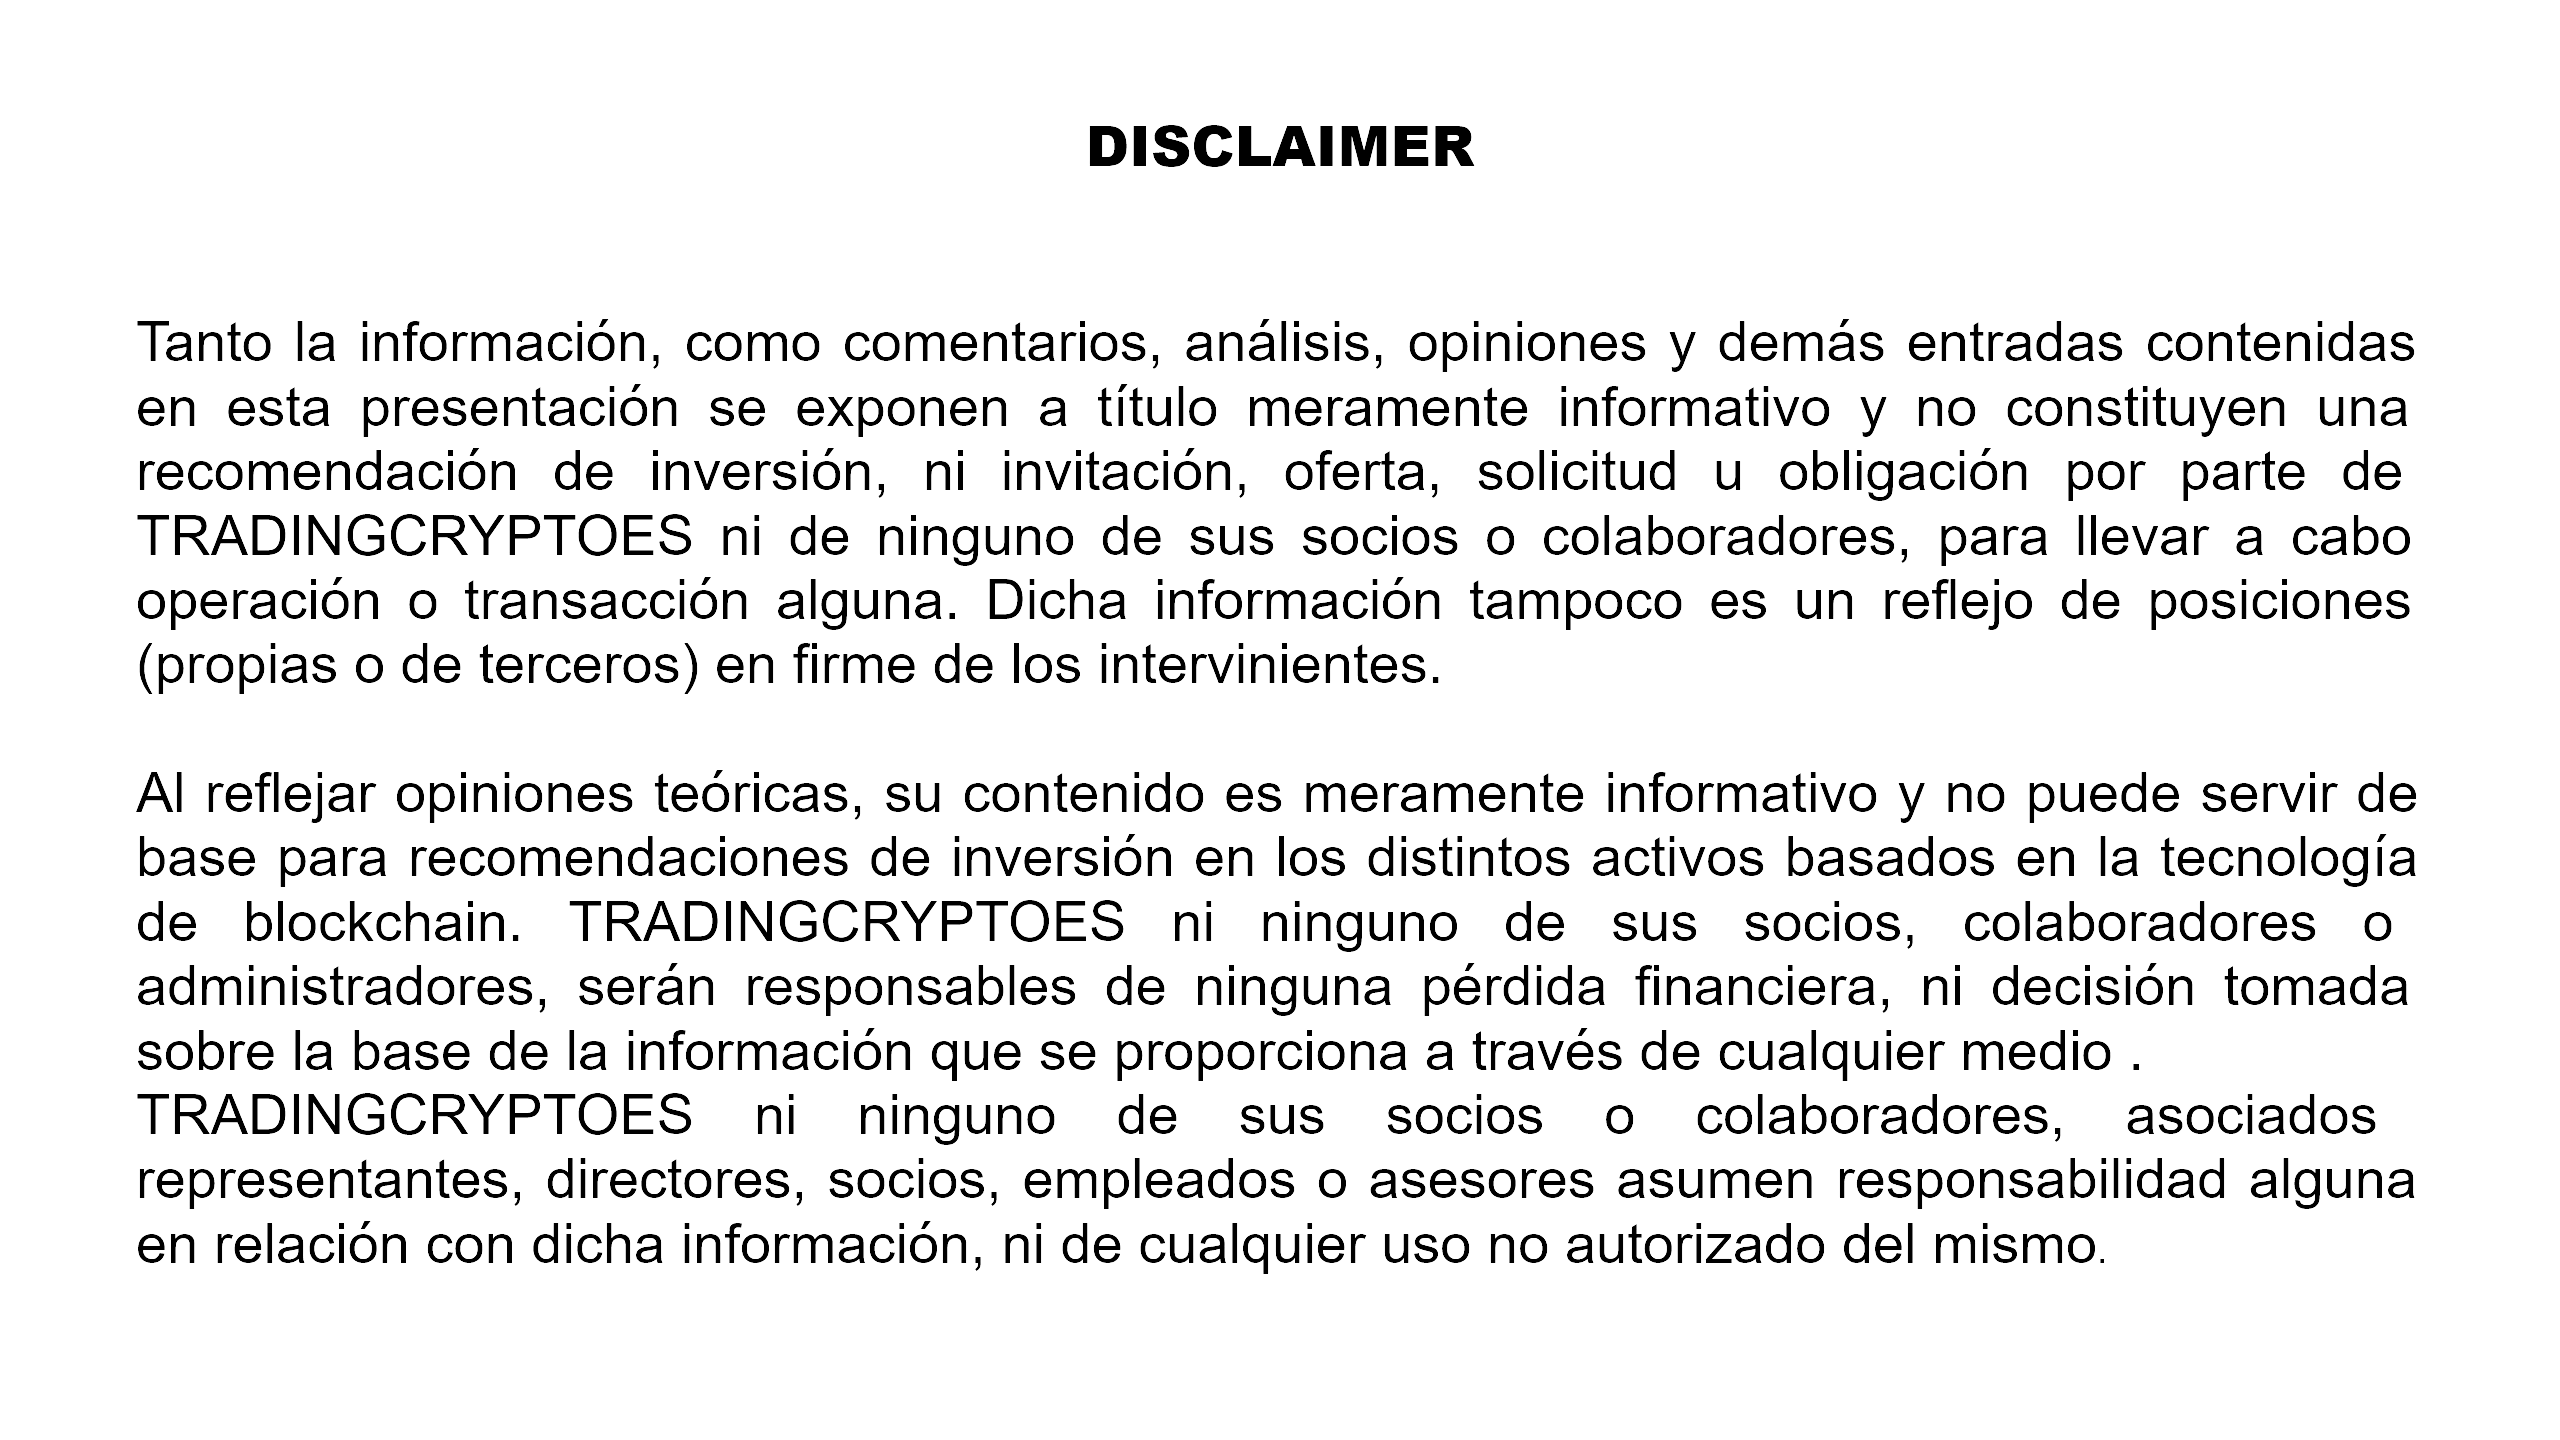 DISCLAIMER
Tanto la información, como comentarios, análisis, opiniones y demás entradas contenidas
en esta presentación se exponen a título meramente informativo y no constituyen una
recomendación de inversión, ni invitación, oferta, solicitud u obligación por parte de
TRADINGCRYPTOES ni de ninguno de sus socios o colaboradores, para llevar a cabo
operación o transacción alguna. Dicha información tampoco es un reflejo de posiciones
(propias o de terceros) en firme de los intervinientes.
Al reflejar opiniones teóricas, su contenido es meramente informativo y no puede servir de
base para recomendaciones de inversión en los distintos activos basados en la tecnología
de blockchain. TRADINGCRYPTOES ni ninguno de sus socios, colaboradores o
administradores, serán responsables de ninguna pérdida financiera, ni decisión tomada
sobre la base de la información que se proporciona a través de cualquier medio .
TRADINGCRYPTOES ni ninguno de sus socios o colaboradores, asociados
representantes, directores, socios, empleados o asesores asumen responsabilidad alguna
en relación con dicha información, ni de cualquier uso no autorizado del mismo.